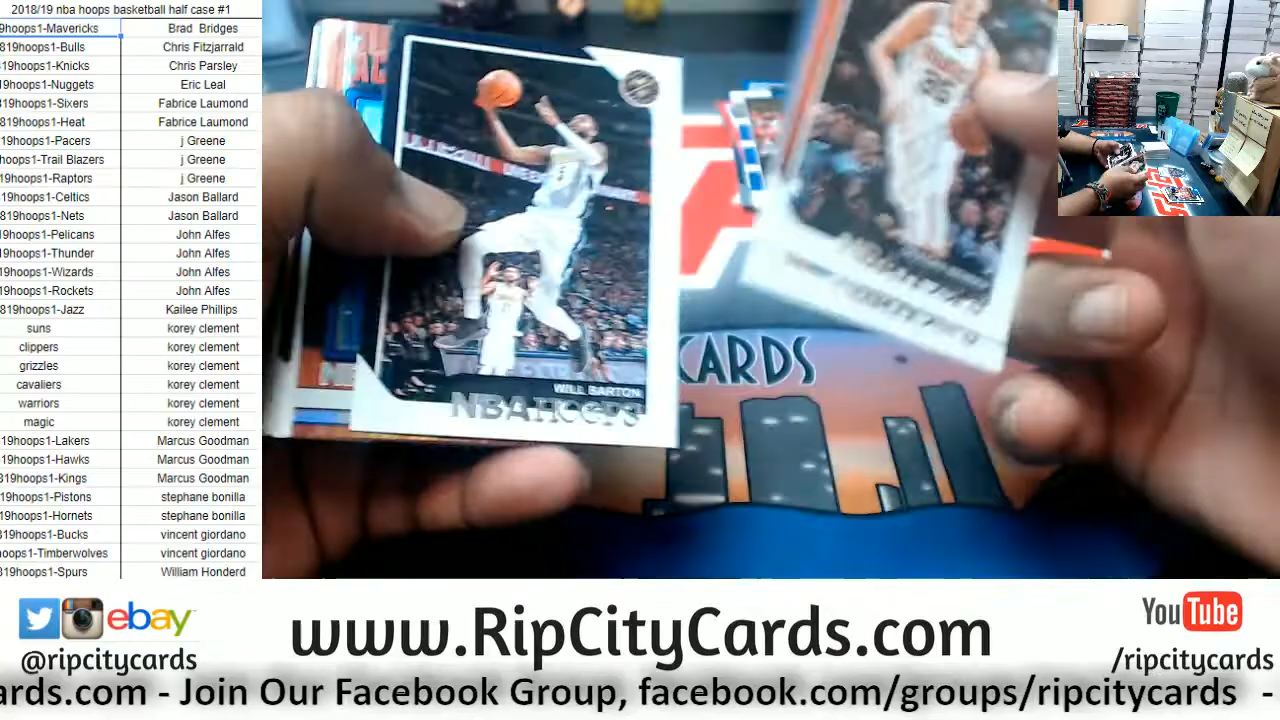 2018/19 nba hoops basketball half case #1
9hoops1-Mavericks Brad Bridges
819hoops1-Bulls Chris Fitzjarrald
819hoops1-Knicks Chris Parsley
19hoops1-Nuggets Eric Leal
819hoops1-Sixers Fabrice Laumond
819hoops1-Heat Fabrice Laumond
19hoops1-Pacers j Greene
hoops1-Trail Blazers j Greene
19hoops1-Raptors j Greene
19hoops1-Celtics Jason Ballard
819hoops1-Nets Jason Ballard
19hoops1-Pelicans John Alfes
19hoops1-Thunder John Alfes
19hoops1-Wizards John Alfes
19hoops1-Rockets John Alfes
819hoops1-Jazz Kailee Phillips
suns korey clement
clippers korey clement
grizzles korey clement
cavaliers korey clement
warriors korey clement
magic korey clement
19hoops1-Lakers Marcus Goodman
19hoops1-Hawks Marcus Goodman
19hoops1-Kings Marcus Goodman
19hoops1-Pistons stephane bonilla
19hoops1-Hornets stephane bonilla
819hoops1-Bucks vincent giordano
hoops1-Timberwolves vincent giordano
819hoops1-Spurs William Honderd
WILL BARTON
NBA HOOPS
CARDS
ebay
@ripcitycards
www.RipCityCards.com
YouTube
/ripcitycards
ards.com - Join Our Facebook Group, facebook.com/groups/ripcitycards -